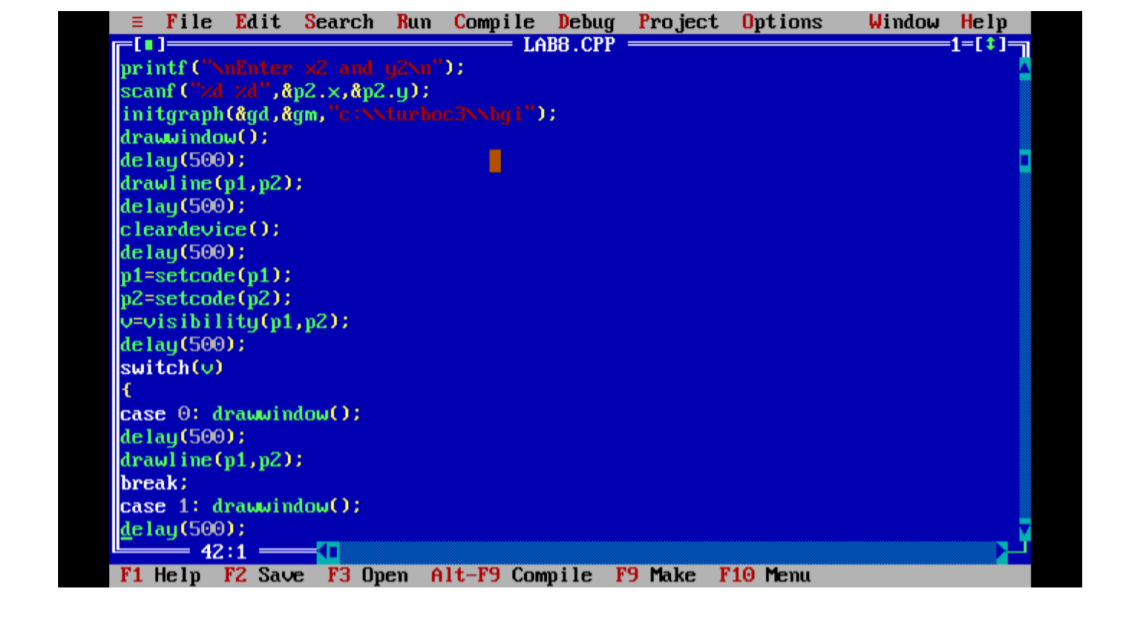 ≡ File Edit Search Run Compile Debug Project Options Window Help
[■] LAB8.CPP 1=[↕]
printf("\nEnter x2 and y2\n");
scanf("%d %d",&p2.x,&p2.y);
initgraph(&gd,&gm,"c:\\turboc3\\bgi");
drawwindow();
delay(500);
drawline(p1,p2);
delay(500);
cleardevice();
delay(500);
p1=setcode(p1);
p2=setcode(p2);
v=visibility(p1,p2);
delay(500);
switch(v)
{
case 0: drawwindow();
delay(500);
drawline(p1,p2);
break;
case 1: drawwindow();
delay(500);
42:1
F1 Help F2 Save F3 Open Alt-F9 Compile F9 Make F10 Menu